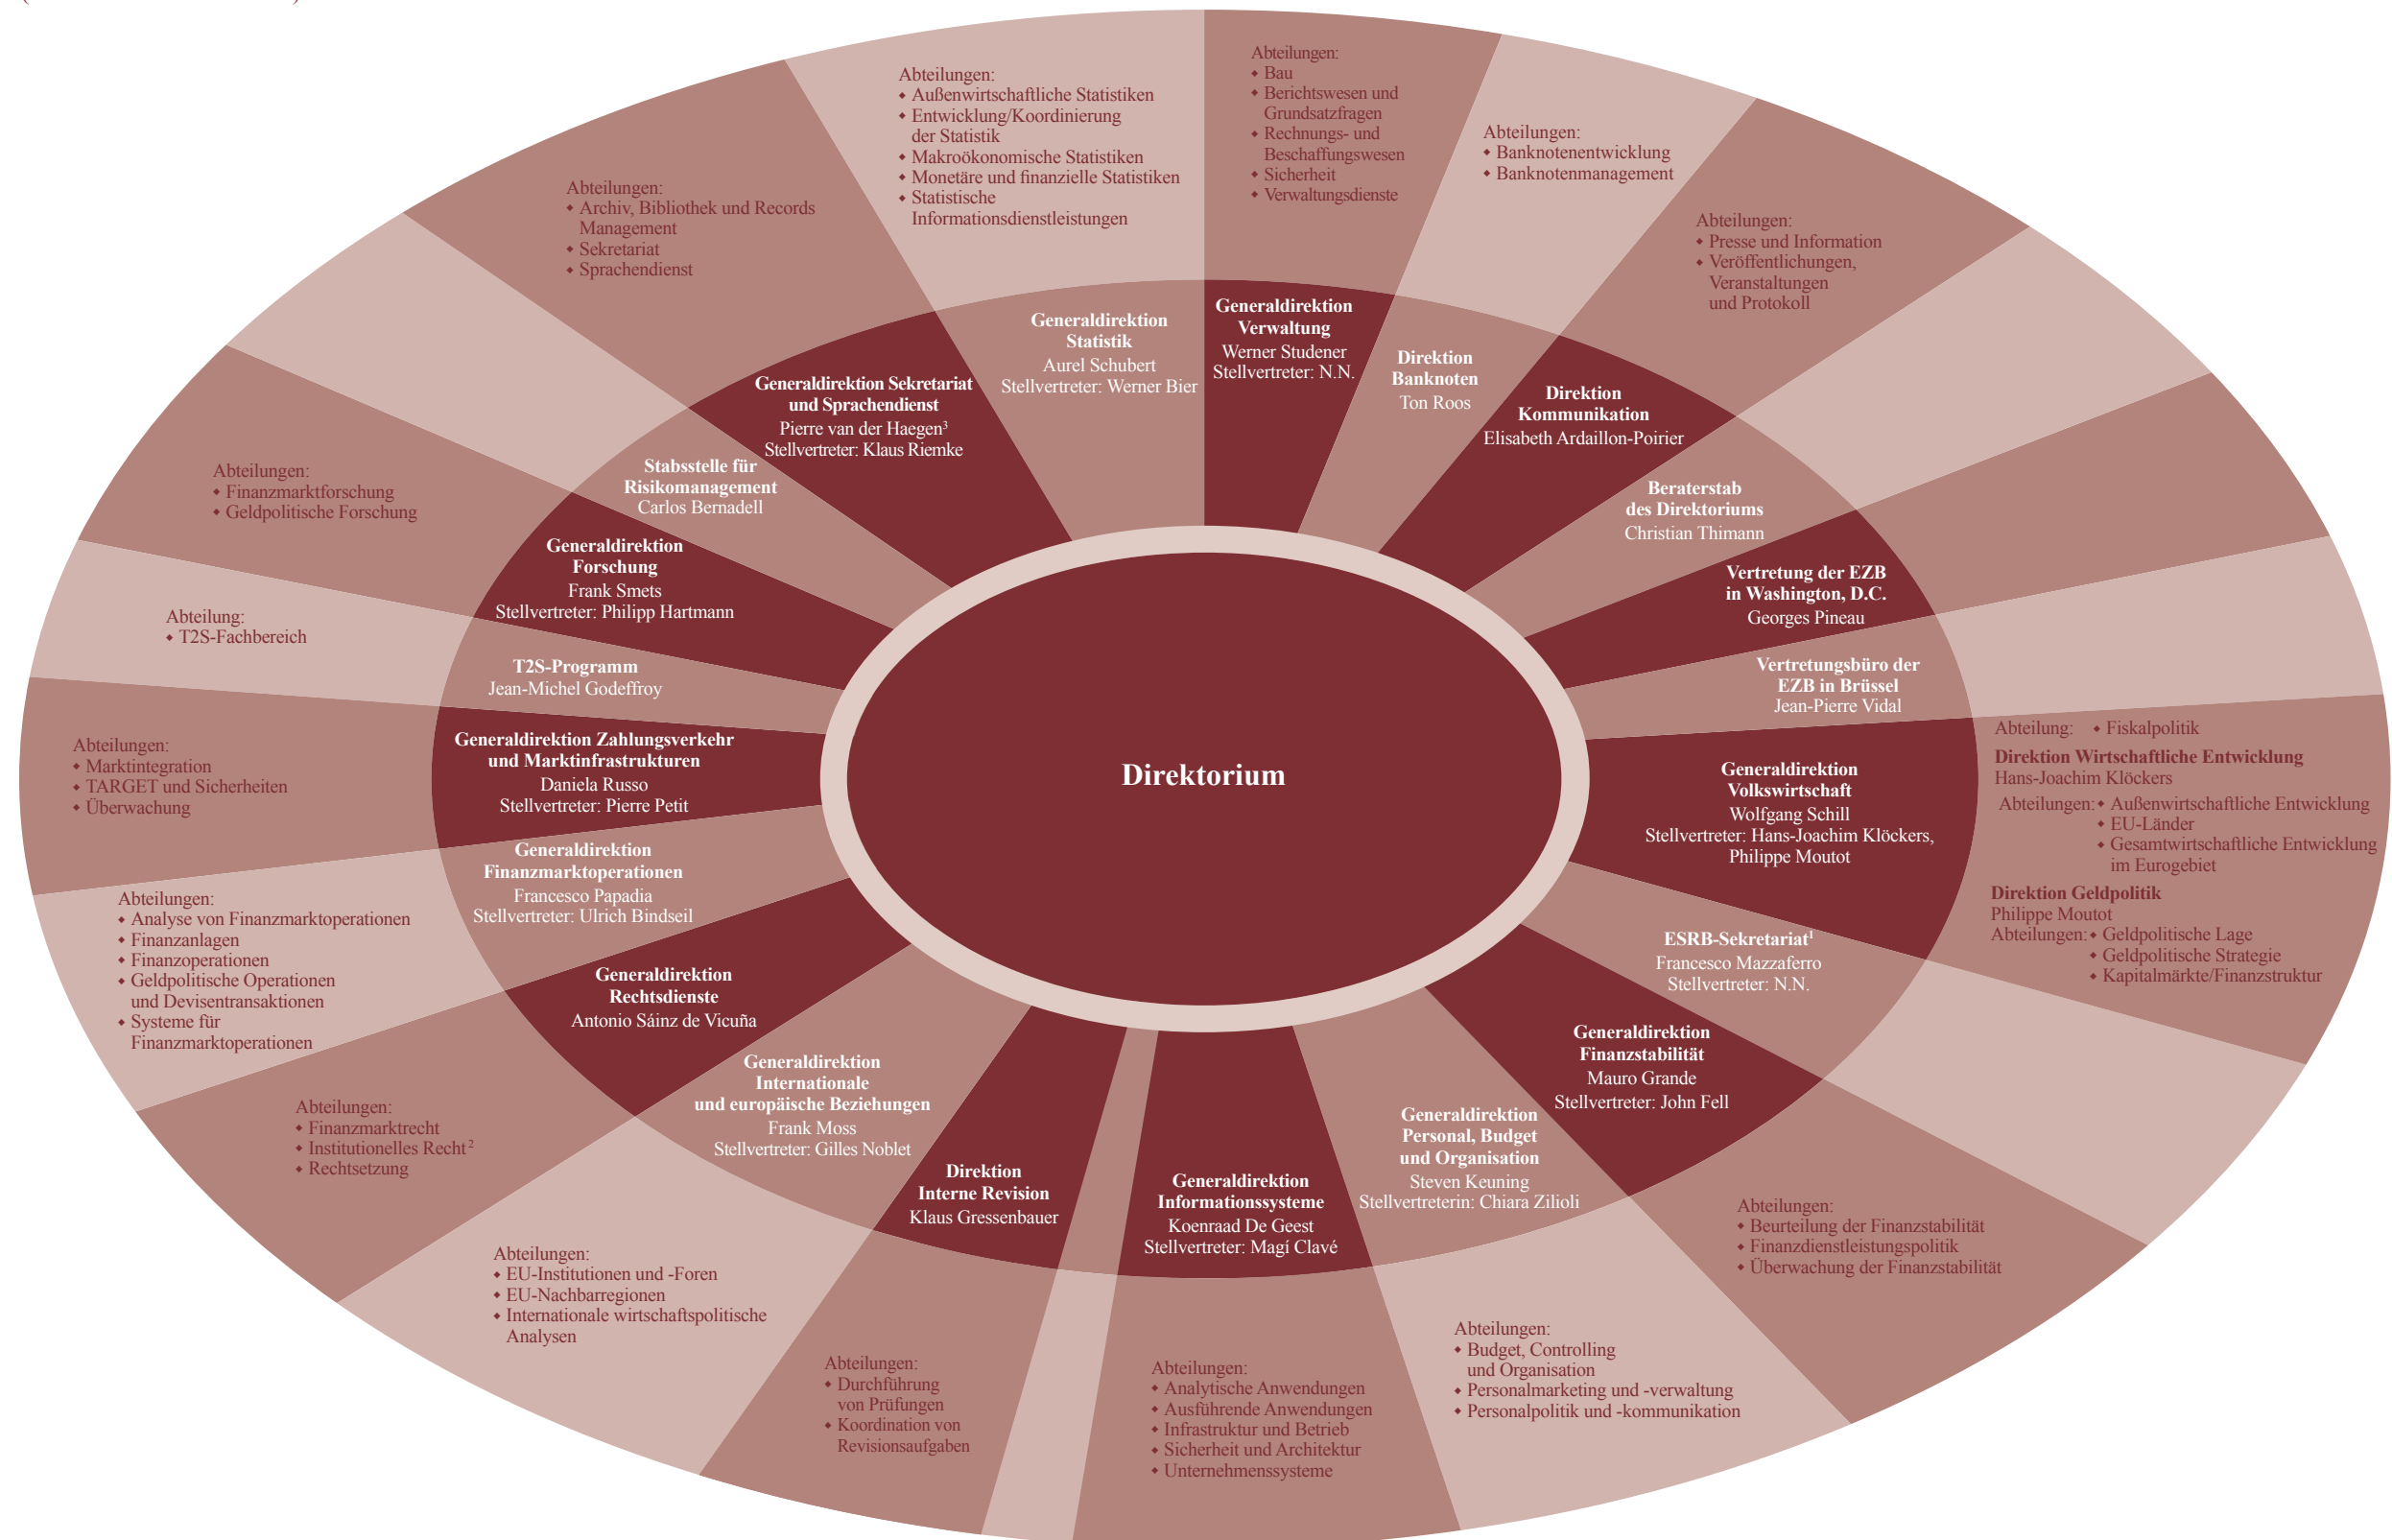 Abteilungen:
◆ Bau
◆ Berichtswesen und
Grundsatzfragen
◆ Rechnungs- und
Beschaffungswesen
◆ Sicherheit
◆ Verwaltungsdienste
Generaldirektion
Verwaltung
Werner Studener
Stellvertreter: N.N.
Abteilungen:
◆ Banknotenentwicklung
◆ Banknotenmanagement
Direktion
Banknoten
Ton Roos
Abteilungen:
◆ Presse und Information
◆ Veröffentlichungen,
Veranstaltungen
und Protokoll
Direktion
Kommunikation
Elisabeth Ardaillon-Poirier
Beraterstab
des Direktoriums
Christian Thimann
Vertretung der EZB
in Washington, D.C.
Georges Pineau
Vertretungsbüro der
EZB in Brüssel
Jean-Pierre Vidal
Generaldirektion
Volkswirtschaft
Wolfgang Schill
Stellvertreter: Hans-Joachim Klöckers,
Philippe Moutot
Abteilung: ◆ Fiskalpolitik
Direktion Wirtschaftliche Entwicklung
Hans-Joachim Klöckers
Abteilungen: ◆ Außenwirtschaftliche Entwicklung
◆ EU-Länder
◆ Gesamtwirtschaftliche Entwicklung
im Eurogebiet
Direktion Geldpolitik
Philippe Moutot
Abteilungen: ◆ Geldpolitische Lage
◆ Geldpolitische Strategie
◆ Kapitalmärkte/Finanzstruktur
ESRB-Sekretariat¹
Francesco Mazzaferro
Stellvertreter: N.N.
Generaldirektion
Finanzstabilität
Mauro Grande
Stellvertreter: John Fell
Abteilungen:
◆ Beurteilung der Finanzstabilität
◆ Finanzdienstleistungspolitik
◆ Überwachung der Finanzstabilität
Generaldirektion
Personal, Budget
und Organisation
Steven Keuning
Stellvertreterin: Chiara Zilioli
Abteilungen:
◆ Budget, Controlling
und Organisation
◆ Personalmarketing und -verwaltung
◆ Personalpolitik und -kommunikation
Generaldirektion
Informationssysteme
Koenraad De Geest
Stellvertreter: Magí Clavé
Abteilungen:
◆ Analytische Anwendungen
◆ Ausführende Anwendungen
◆ Infrastruktur und Betrieb
◆ Sicherheit und Architektur
◆ Unternehmenssysteme
Direktion
Interne Revision
Klaus Gressenbauer
Abteilungen:
◆ Durchführung
von Prüfungen
◆ Koordination von
Revisionsaufgaben
Generaldirektion
Internationale
und europäische Beziehungen
Frank Moss
Stellvertreter: Gilles Noblet
Abteilungen:
◆ EU-Institutionen und -Foren
◆ EU-Nachbarregionen
◆ Internationale wirtschaftspolitische
Analysen
Generaldirektion
Rechtsdienste
Antonio Sáinz de Vicuña
Abteilungen:
◆ Finanzmarktrecht
◆ Institutionelles Recht²
◆ Rechtsetzung
Generaldirektion
Finanzmarktoperationen
Francesco Papadia
Stellvertreter: Ulrich Bindseil
Abteilungen:
◆ Analyse von Finanzmarktoperationen
◆ Finanzanlagen
◆ Finanzoperationen
◆ Geldpolitische Operationen
und Devisentransaktionen
◆ Systeme für
Finanzmarktoperationen
Generaldirektion Zahlungsverkehr
und Marktinfrastrukturen
Daniela Russo
Stellvertreter: Pierre Petit
Abteilungen:
◆ Marktintegration
◆ TARGET und Sicherheiten
◆ Überwachung
T2S-Programm
Jean-Michel Godeffroy
Abteilung:
◆ T2S-Fachbereich
Generaldirektion
Forschung
Frank Smets
Stellvertreter: Philipp Hartmann
Abteilungen:
◆ Finanzmarktforschung
◆ Geldpolitische Forschung
Stabsstelle für
Risikomanagement
Carlos Bernadell
Generaldirektion Sekretariat
und Sprachendienst
Pierre van der Haegen³
Stellvertreter: Klaus Riemke
Abteilungen:
◆ Archiv, Bibliothek und Records
Management
◆ Sekretariat
◆ Sprachendienst
Generaldirektion
Statistik
Aurel Schubert
Stellvertreter: Werner Bier
Abteilungen:
◆ Außenwirtschaftliche Statistiken
◆ Entwicklung/Koordinierung
der Statistik
◆ Makroökonomische Statistiken
◆ Monetäre und finanzielle Statistiken
◆ Statistische
Informationsdienstleistungen
Direktorium